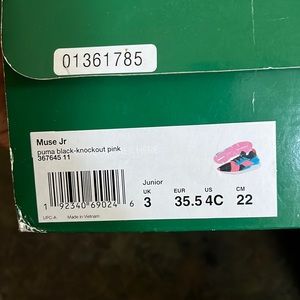 01361785
Muse Jr
puma black-knockout pink
367645 11
Junior
UK EUR US CM
3 35.5 4C 22
1 92340 69024 6
UPC-A Made in Vietnam